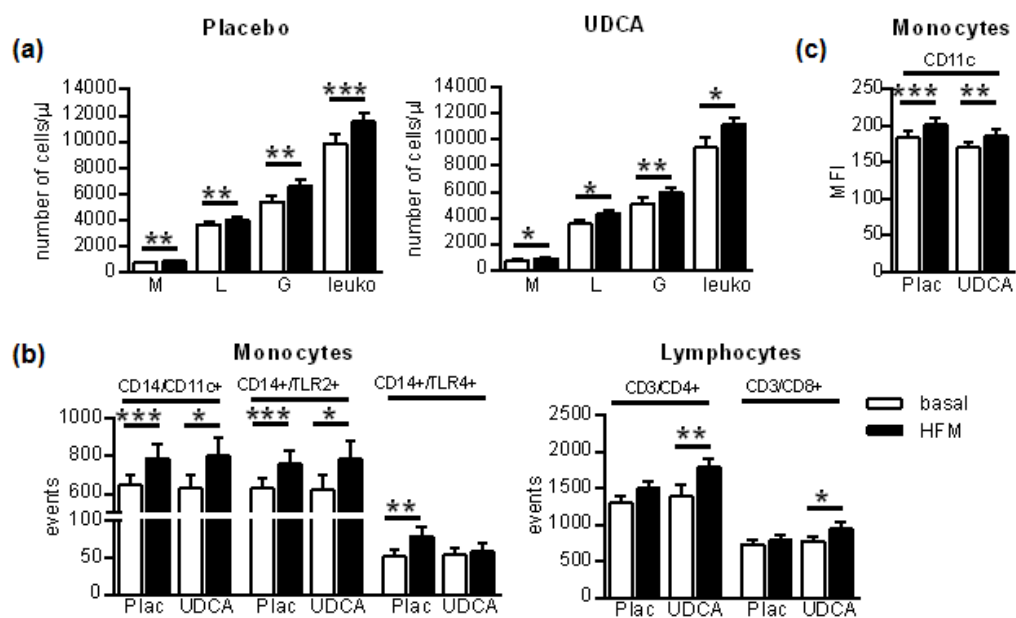 Placebo
UDCA
Monocytes
(a)
(c)
CD11c
number of cells/µl
14000
12000
10000
8000
6000
4000
2000
0
**
**
**
***
M L G leuko
number of cells/µl
14000
12000
10000
8000
6000
4000
2000
0
*
*
**
*
M L G leuko
MFI
250
200
150
100
50
0
*** **
Plac UDCA
(b)
Monocytes
CD14/CD11c+ CD14+/TLR2+ CD14+/TLR4+
events
1000
800
600
100
50
0
*** * *** *
**
Plac UDCA Plac UDCA Plac UDCA
Lymphocytes
CD3/CD4+ CD3/CD8+
events
2500
2000
1500
1000
500
0
**
*
Plac UDCA Plac UDCA
basal
HFM